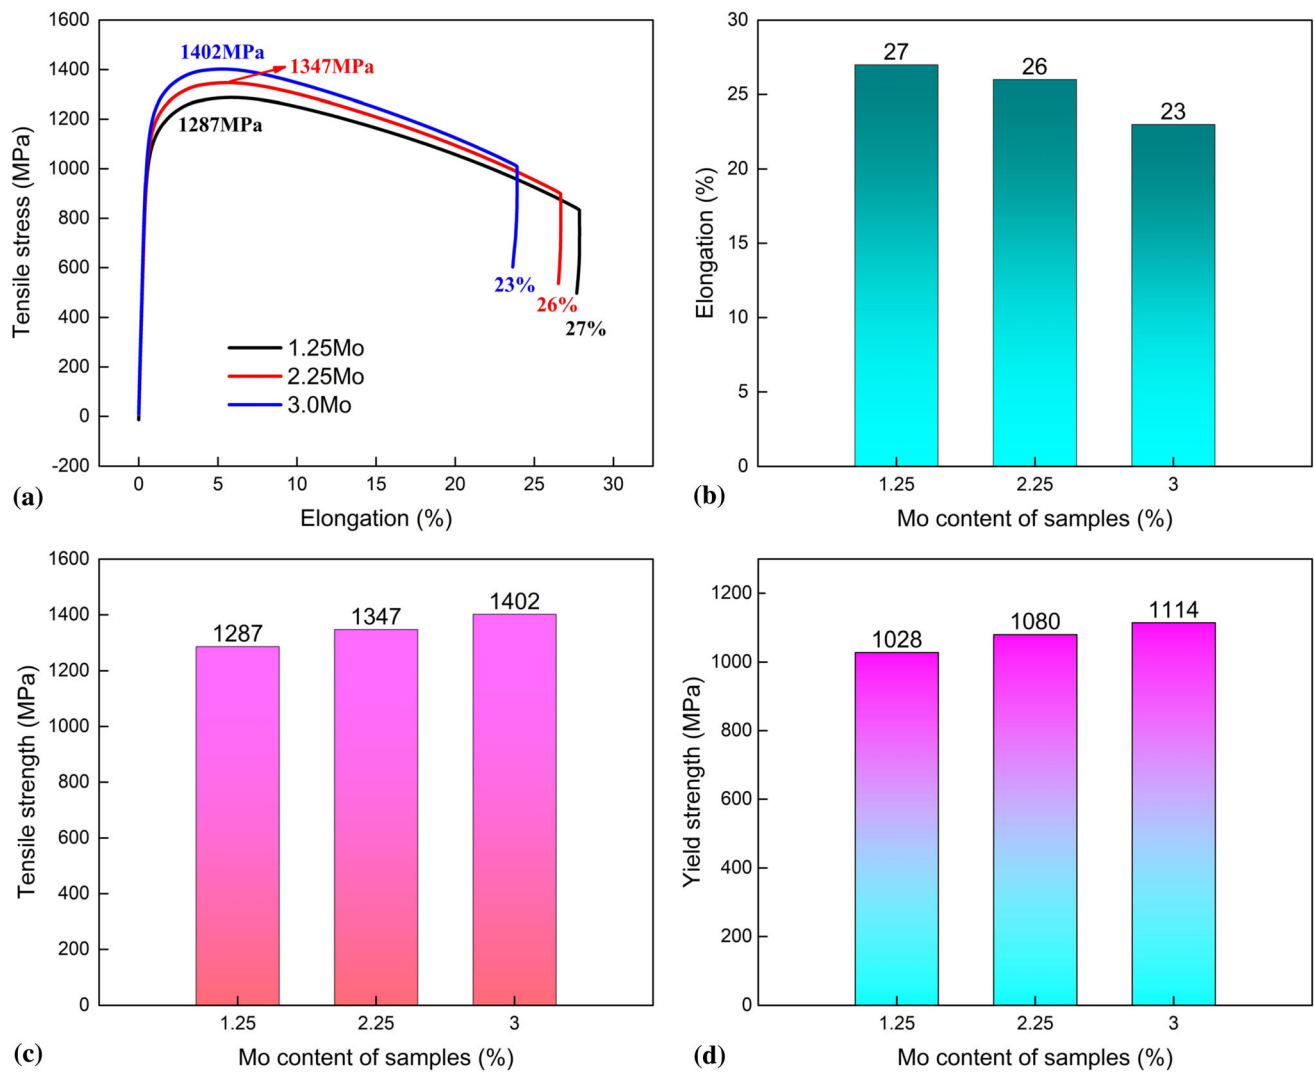 1600
1400
1200
1000
800
600
400
200
0
-200
Tensile stress (MPa)
1402MPa
1347MPa
1287MPa
23%
26%
27%
1.25Mo
2.25Mo
3.0Mo
0 5 10 15 20 25 30
Elongation (%)
(a)
30
25
20
15
10
5
0
Elongation (%)
27
26
23
1.25 2.25 3
Mo content of samples (%)
(b)
1600
1400
1200
1000
800
600
400
200
0
Tensile strength (MPa)
1287
1347
1402
1.25 2.25 3
Mo content of samples (%)
(c)
1200
1000
800
600
400
200
0
Yield strength (MPa)
1028
1080
1114
1.25 2.25 3
Mo content of samples (%)
(d)